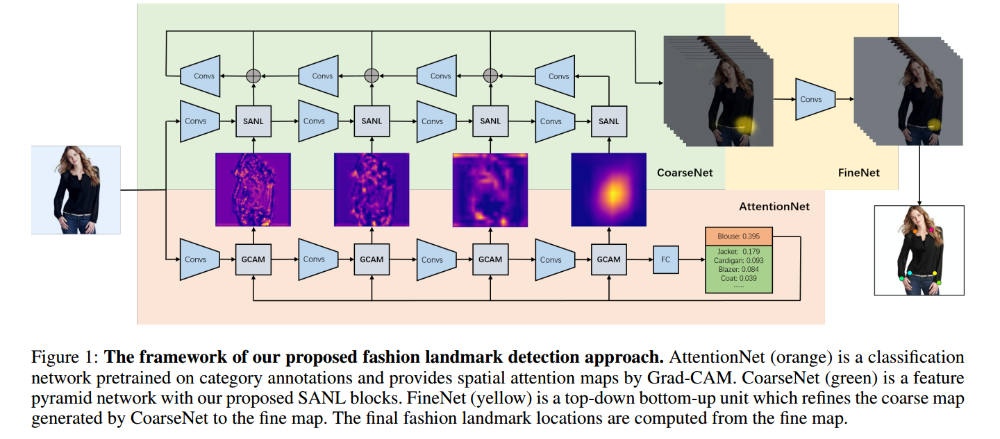 Convs Convs Convs Convs
Convs SANL Convs SANL Convs SANL Convs SANL
Convs
CoarseNet
FineNet
AttentionNet
Convs GCAM Convs GCAM Convs GCAM Convs GCAM FC
Blouse: 0.395
Jacket: 0.179
Cardigan: 0.093
Blazer: 0.084
Coat: 0.039
......
Figure 1: The framework of our proposed fashion landmark detection approach. AttentionNet (orange) is a classification
network pretrained on category annotations and provides spatial attention maps by Grad-CAM. CoarseNet (green) is a feature
pyramid network with our proposed SANL blocks. FineNet (yellow) is a top-down bottom-up unit which refines the coarse map
generated by CoarseNet to the fine map. The final fashion landmark locations are computed from the fine map.